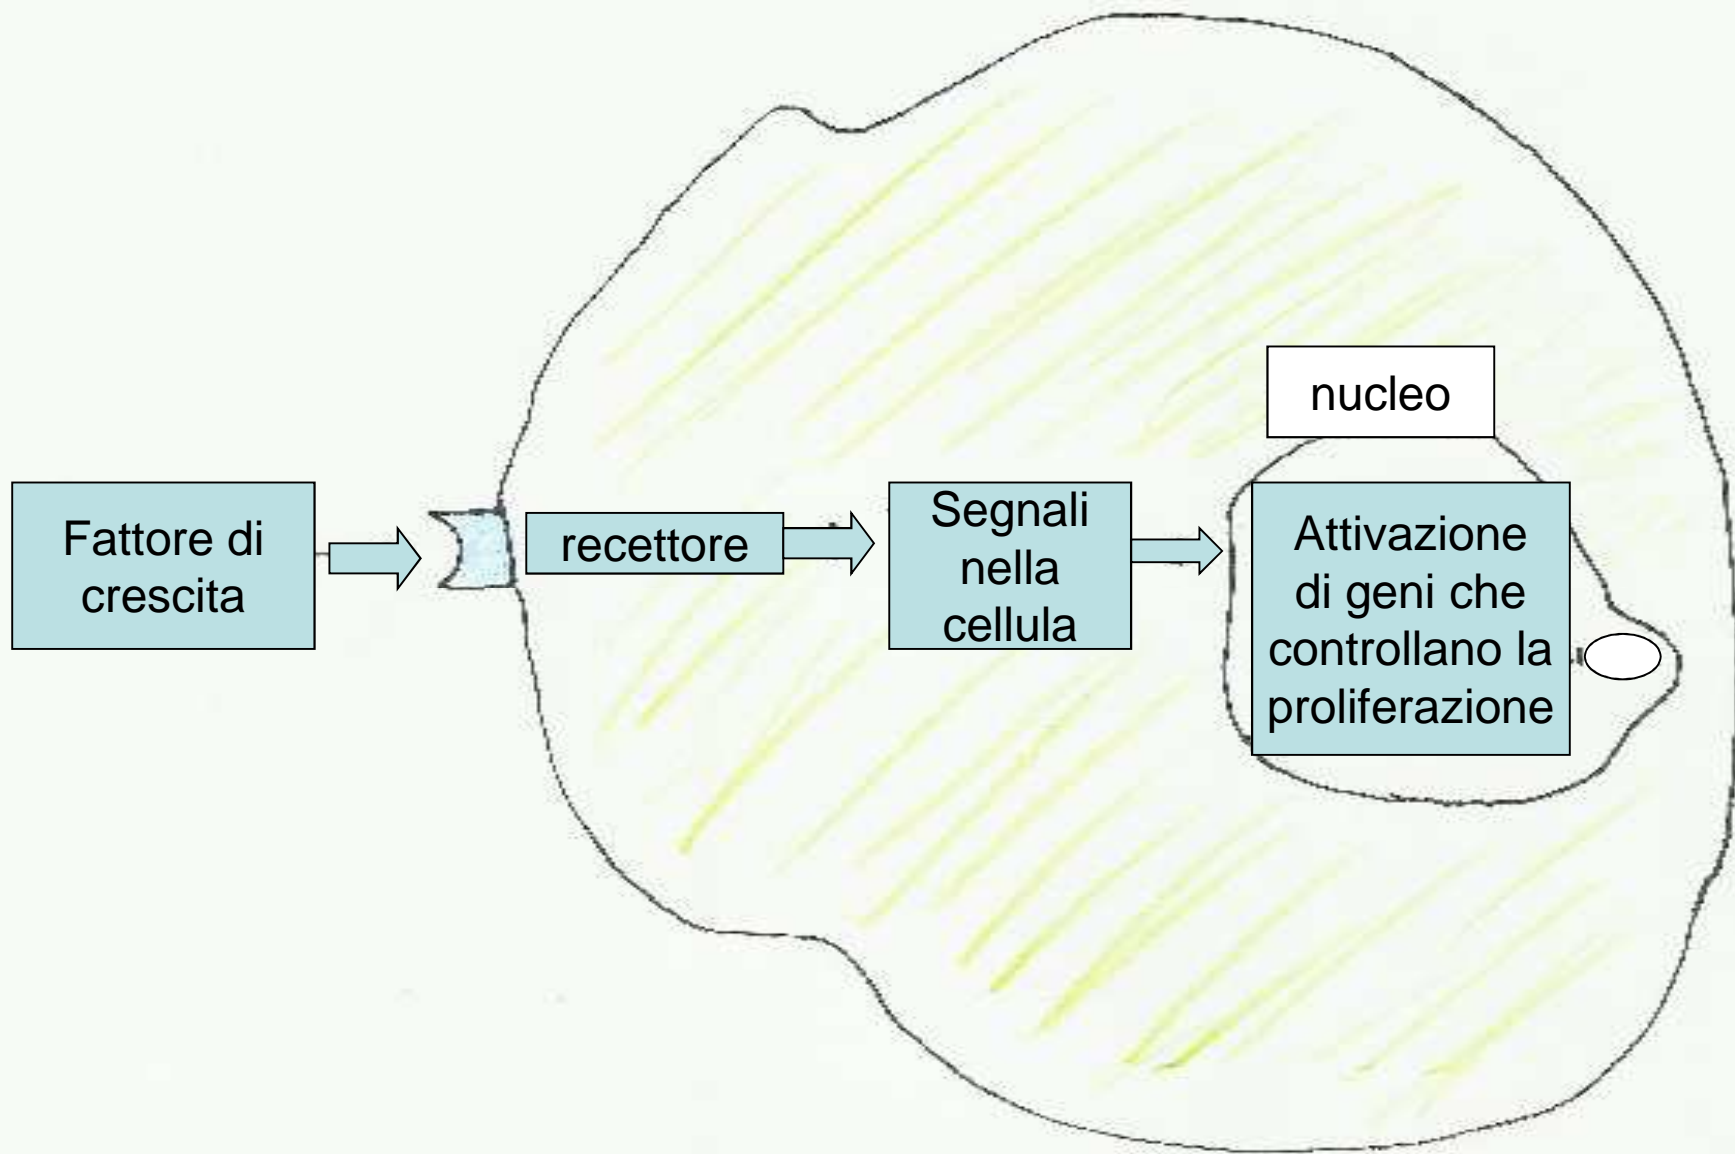 nucleo
Fattore di
crescita
recettore
Segnali
nella
cellula
Attivazione
di geni che
controllano la
proliferazione